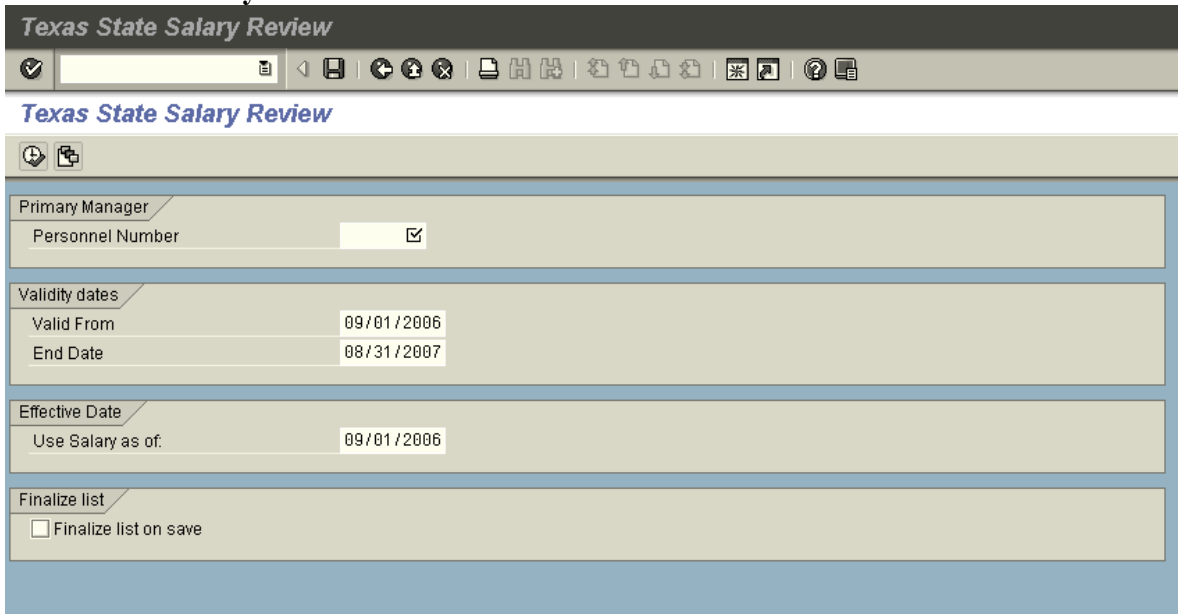 Texas State Salary Review
Texas State Salary Review
Primary Manager
Personnel Number
Validity dates
Valid From 09/01/2006
End Date 08/31/2007
Effective Date
Use Salary as of: 09/01/2006
Finalize list
Finalize list on save